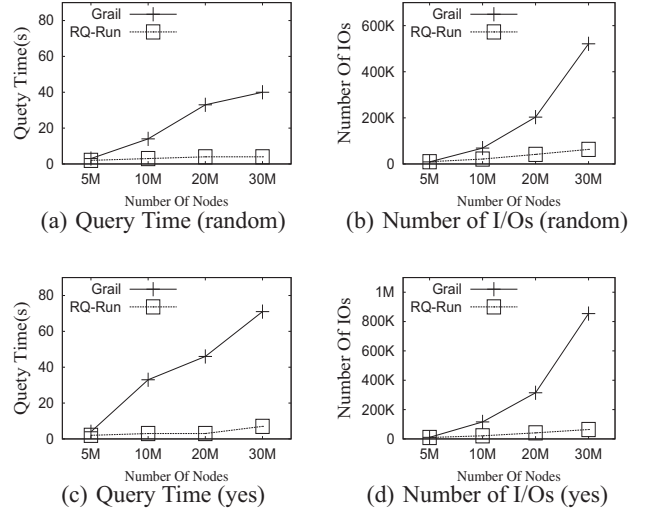 80
60
40
20
0
Quety Time(s)
Grail
RQ-Run
5M 10M 20M 30M
Number Of Nodes
(a) Query Time (random)
600K
400K
200K
0
Number Of IOs
Grail
RQ-Run
5M 10M 20M 30M
Number Of Nodes
(b) Number of I/Os (random)
80
60
40
20
0
Quety Time(s)
Grail
RQ-Run
5M 10M 20M 30M
Number Of Nodes
(c) Query Time (yes)
1M
800K
600K
400K
200K
0
Number Of IOs
Grail
RQ-Run
5M 10M 20M 30M
Number Of Nodes
(d) Number of I/Os (yes)